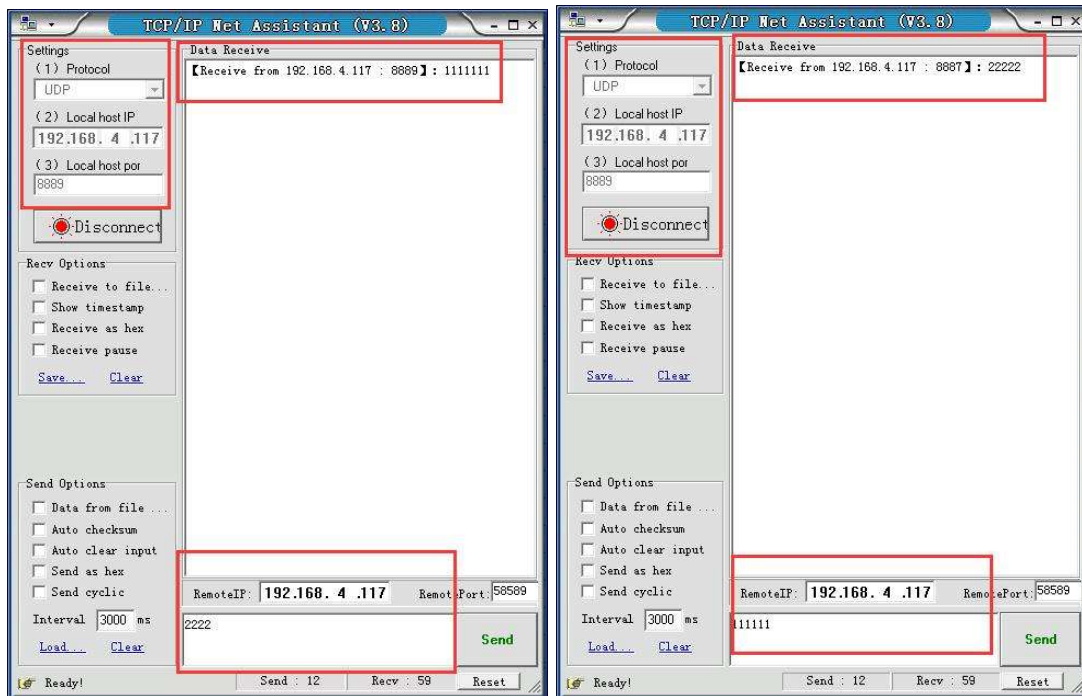 TCP/IP Net Assistant (V3.8)
Settings
(1) Protocol
UDP
(2) Local host IP
192.168. 4 .117
(3) Local host por
8889
Disconnect
Recv Options
Receive to file...
Show timestamp
Receive as hex
Receive pause
Save... Clear
Send Options
Data from file ...
Auto checksum
Auto clear input
Send as hex
Send cyclic
Interval 3000 ms
Load... Clear
Data Receive
【Receive from 192.168.4.117 : 8889】: 1111111
RemoteIP: 192.168. 4 .117 RemotePort: 58589
2222
Send
Ready! Send : 12 Recv : 59 Reset
TCP/IP Net Assistant (V3.8)
Settings
(1) Protocol
UDP
(2) Local host IP
192.168. 4 .117
(3) Local host por
8889
Disconnect
Recv Options
Receive to file...
Show timestamp
Receive as hex
Receive pause
Save... Clear
Send Options
Data from file ...
Auto checksum
Auto clear input
Send as hex
Send cyclic
Interval 3000 ms
Load... Clear
Data Receive
【Receive from 192.168.4.117 : 8887】: 22222
RemoteIP: 192.168. 4 .117 RemotePort: 58589
111111
Send
Ready! Send : 12 Recv : 59 Reset